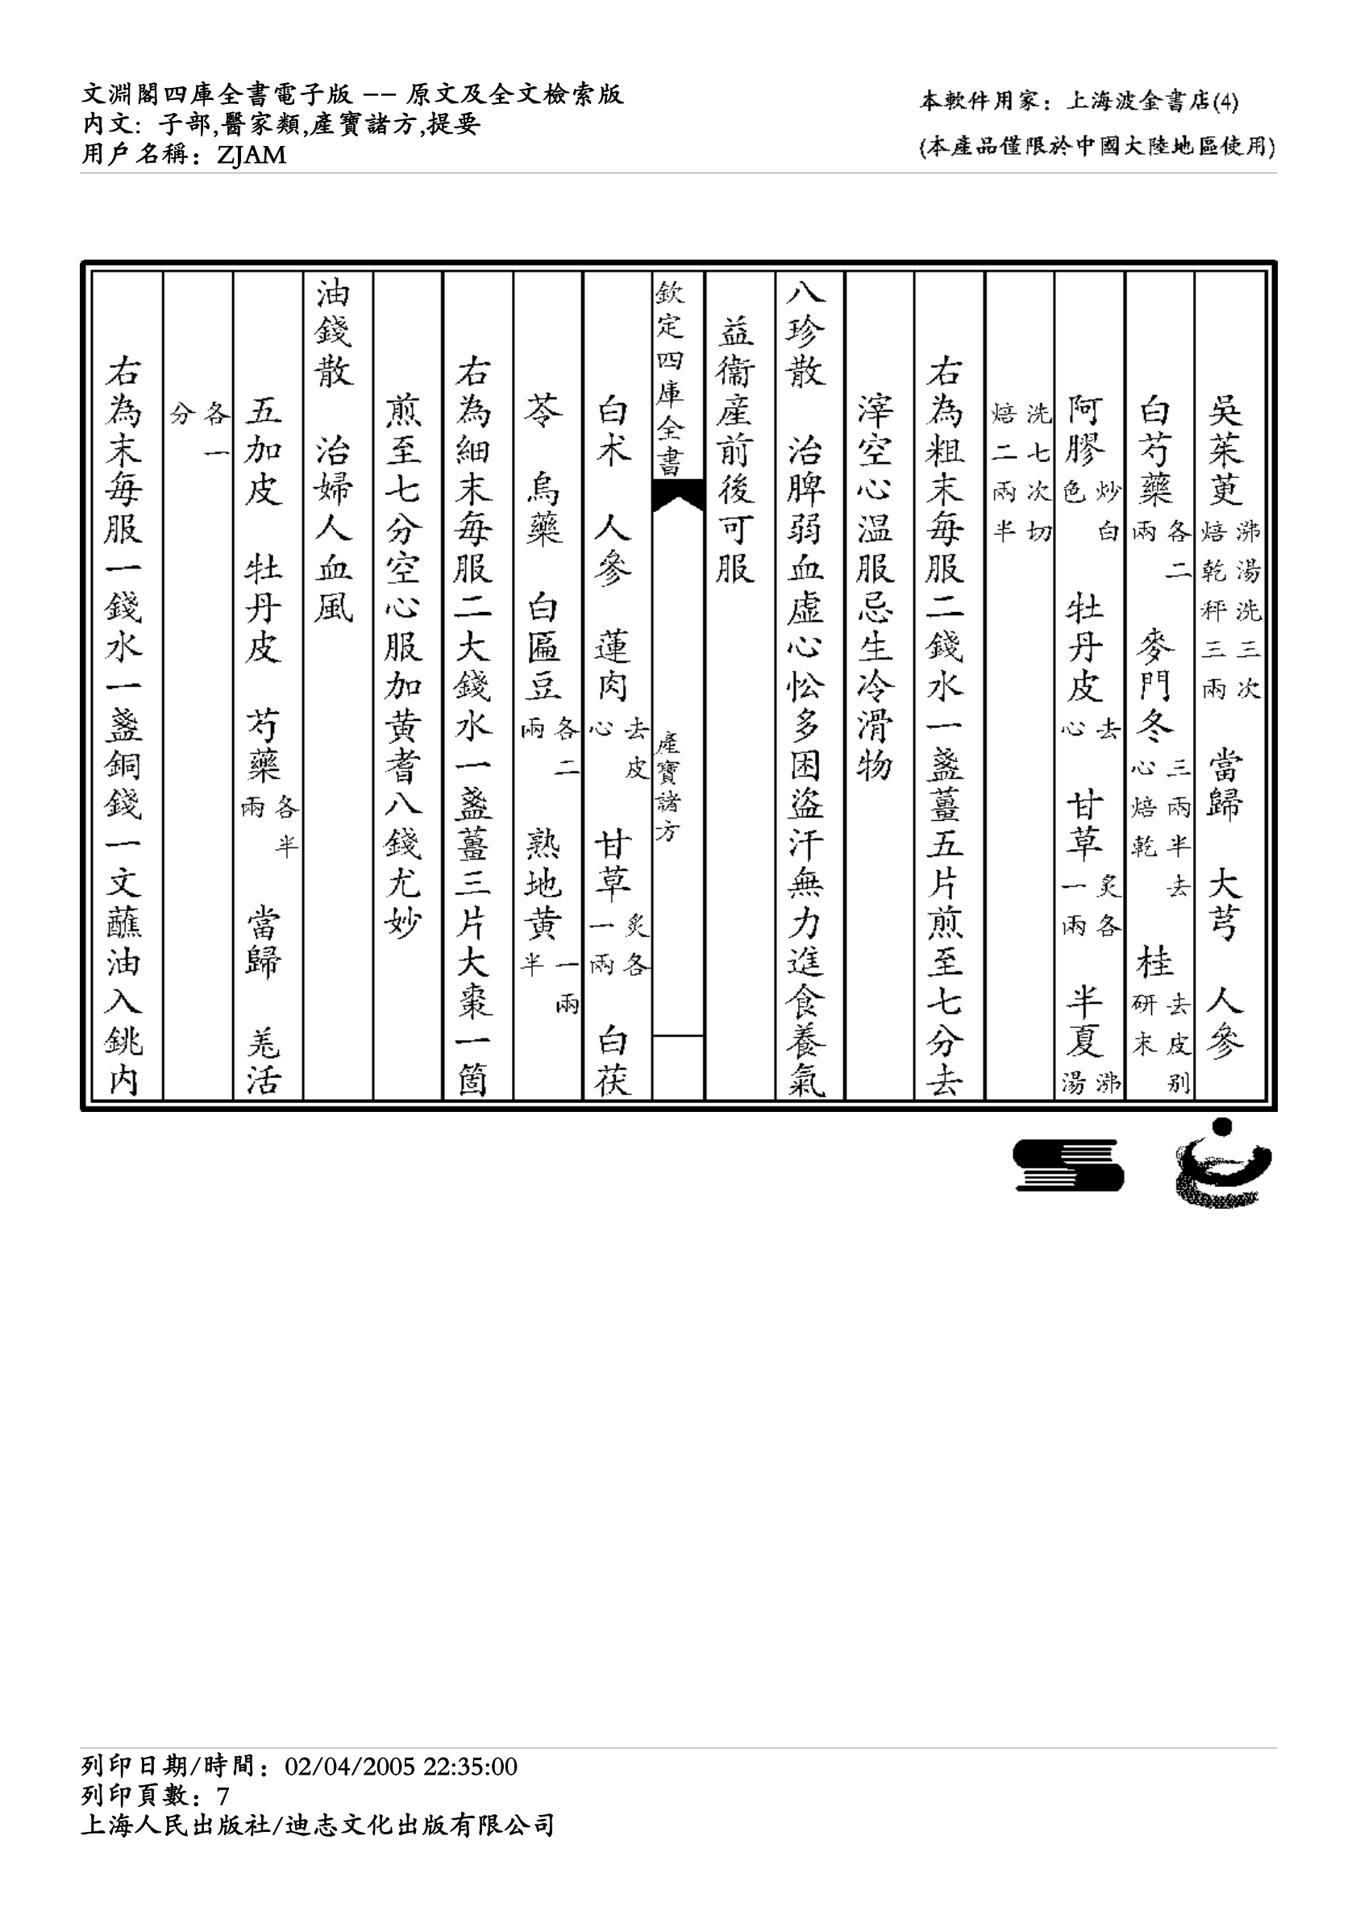 文淵閣四庫全書電子版 -- 原文及全文檢索版
內文: 子部,醫家類,產寶諸方,提要
用戶名稱: ZJAM
本軟件用家: 上海波金書店(4)
(本產品僅限於中國大陸地區使用)
吳茱萸沸湯洗三次焙乾秤三兩 當歸 大芎 人參
白芍藥各二兩 麥門冬三兩半去心焙乾 桂去皮别研末
阿膠炒白色 牡丹皮去心 甘草炙各一兩 半夏沸湯
洗七次切焙二兩半
右為粗末每服二錢水一盞薑五片煎至七分去
滓空心温服忌生冷滑物
八珍散 治脾弱血虛心忪多困盜汗無力進食養氣
益衞產前後可服
欽定四庫全書 產寶諸方
白术 人參 蓮肉去皮心 甘草炙各一兩 白茯
苓 烏藥 白匾豆各二兩 熟地黄一兩半
右為細末每服二大錢水一盞薑三片大棗一箇
煎至七分空心服加黄耆八錢尤妙
油錢散 治婦人血風
五加皮 牡丹皮 芍藥各半兩 當歸 羗活
各一分
右為末每服一錢水一盞銅錢一文蘸油入銚内
列印日期/時間: 02/04/2005 22:35:00
列印頁數: 7
上海人民出版社/迪志文化出版有限公司